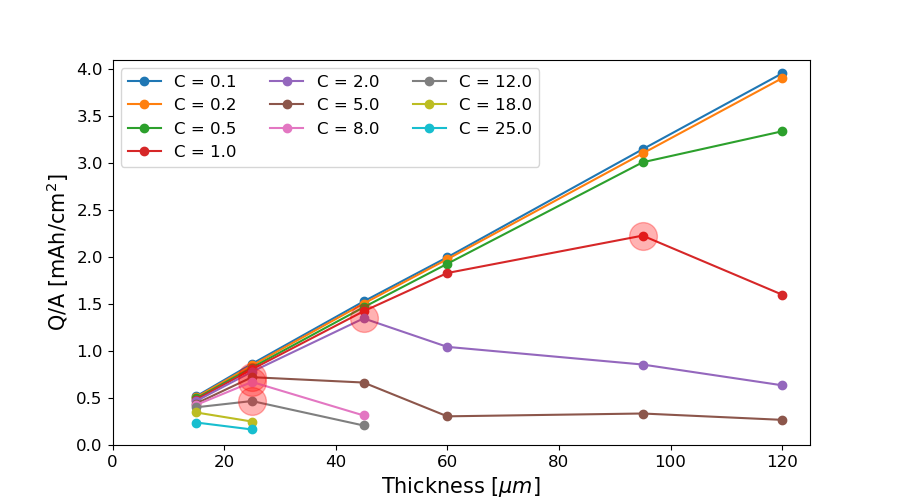 4.0
3.5
3.0
2.5
2.0
1.5
1.0
0.5
0.0
Q/A [mAh/cm²]
C = 0.1
C = 0.2
C = 0.5
C = 1.0
C = 2.0
C = 5.0
C = 8.0
C = 12.0
C = 18.0
C = 25.0
0 20 40 60 80 100 120
Thickness [μm]